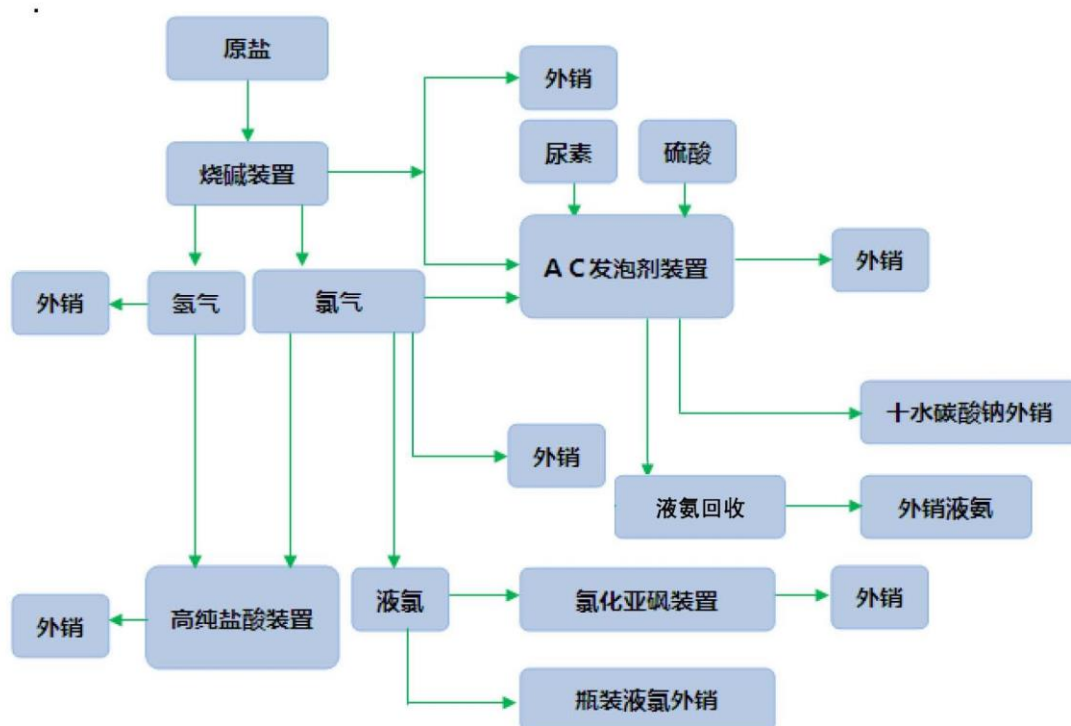 原盐
外销
尿素
硫酸
烧碱装置
AC发泡剂装置
外销
外销
氢气
氯气
十水碳酸钠外销
外销
液氨回收
外销液氨
外销
高纯盐酸装置
液氯
氯化亚砜装置
外销
瓶装液氯外销